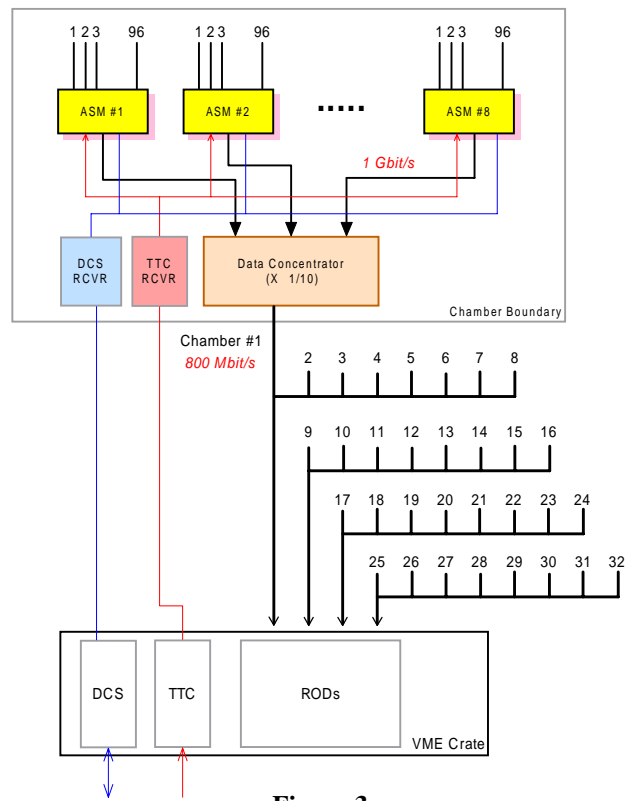 1 2 3 96 1 2 3 96 1 2 3 96
ASM #1 ASM #2 ..... ASM #8
1 Gbit/s
DCS
RCVR
TTC
RCVR
Data Concentrator
(X 1/10)
Chamber Boundary
Chamber #1
800 Mbit/s
2 3 4 5 6 7 8
9 10 11 12 13 14 15 16
17 18 19 20 21 22 23 24
25 26 27 28 29 30 31 32
DCS TTC RODs
VME Crate